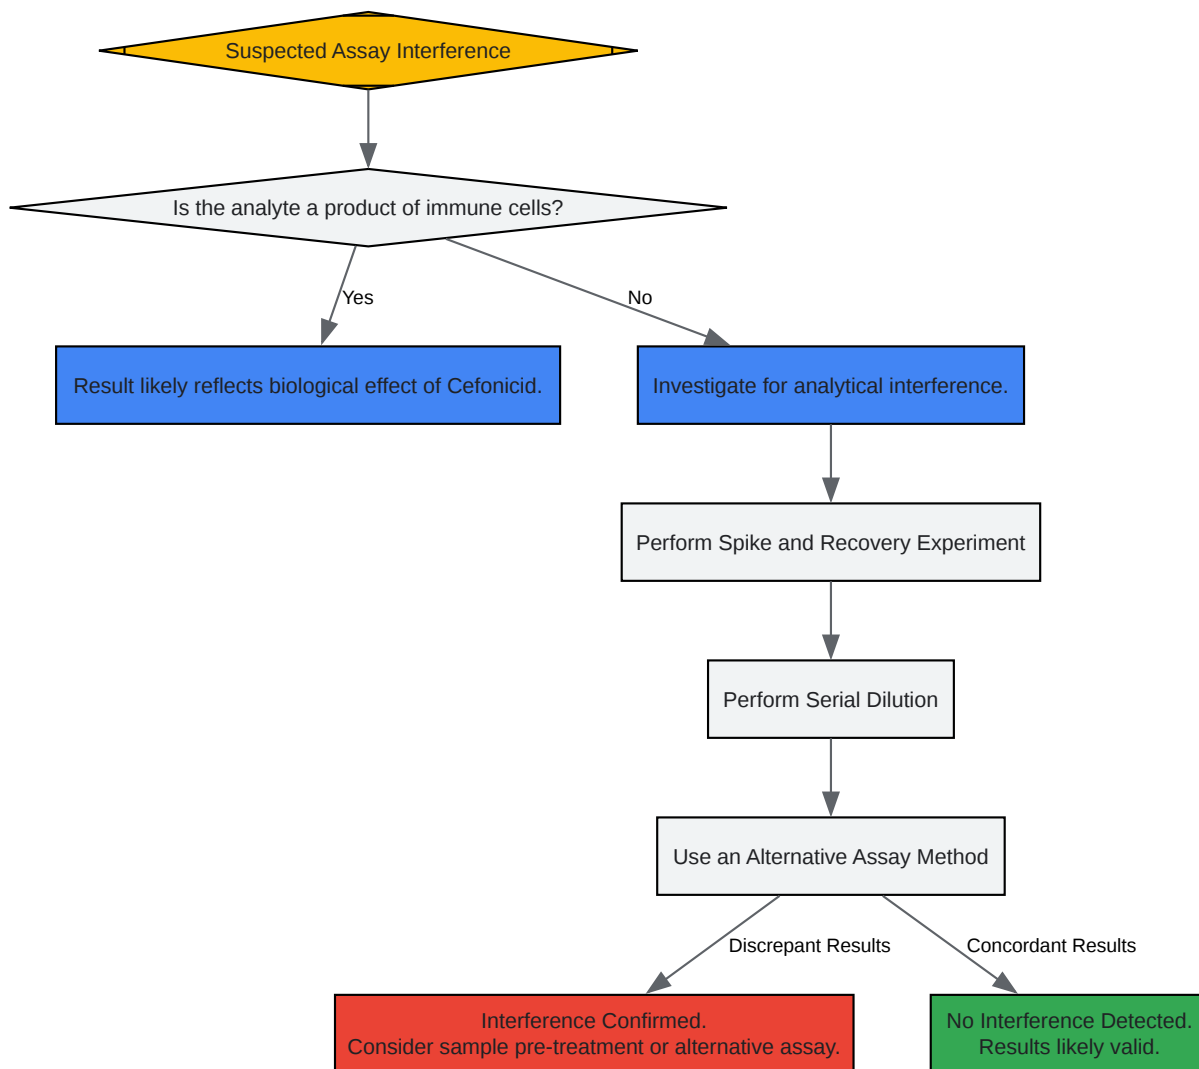 Suspected Assay Interference
Is the analyte a product of immune cells?
Yes
No
Result likely reflects biological effect of Cefonicid.
Investigate for analytical interference.
Perform Spike and Recovery Experiment
Perform Serial Dilution
Use an Alternative Assay Method
Discrepant Results
Concordant Results
Interference Confirmed.
Consider sample pre-treatment or alternative assay.
No Interference Detected.
Results likely valid.